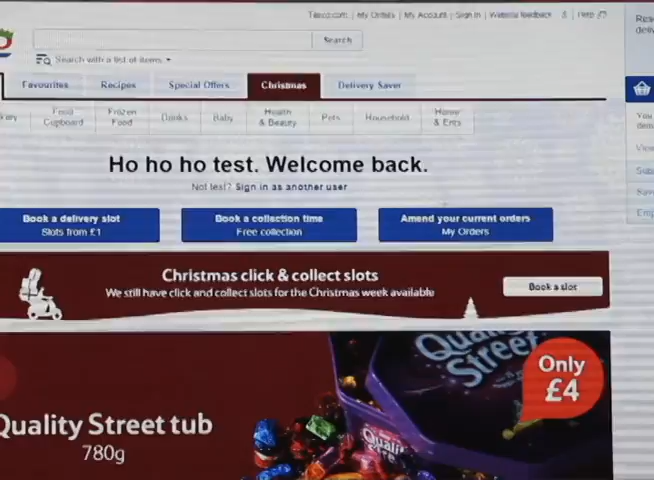 Tesco.com | My Orders | My Account | Sign in | Website feedback | Help
Search
Search with a list of items
Favourites
Recipes
Special Offers
Christmas
Delivery Saver
Food Cupboard
Frozen Food
Drinks
Baby
Health & Beauty
Pets
Household
Home & Ents
Ho ho ho test. Welcome back.
Not test? Sign in as another user
Book a delivery slot
Slots from £1
Book a collection time
Free collection
Amend your current orders
My Orders
Christmas click & collect slots
We still have click and collect slots for the Christmas week available
Book a slot
Quality Street
Only
£4
Quality Street tub
780g
You